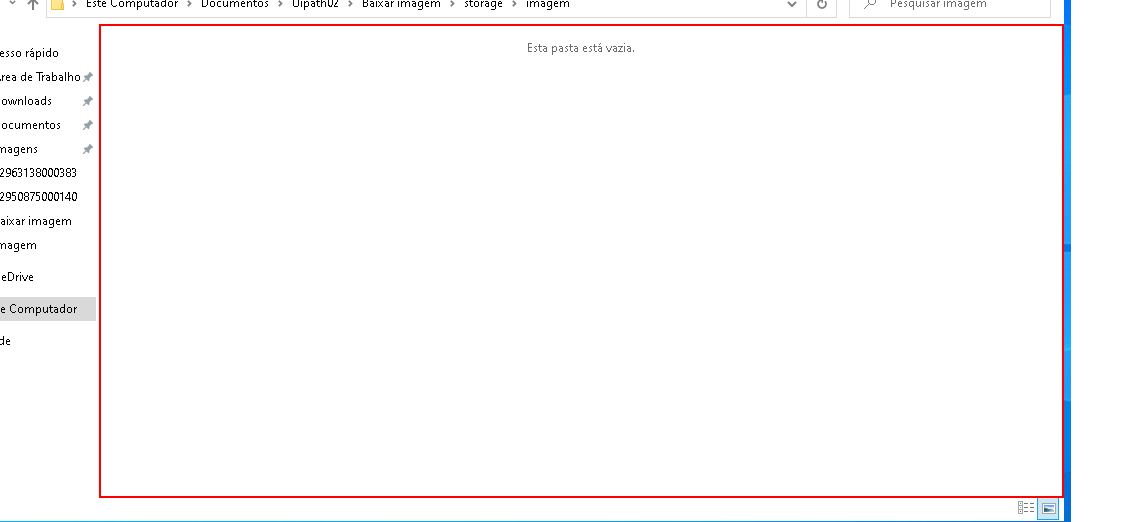 Este Computador > Documentos > Uipath02 > Baixar imagem > storage > imagem
Pesquisar imagem
esso rápido
rea de Trabalho
ownloads
ocumentos
magens
2963138000383
2950875000140
aixar imagem
magem
eDrive
e Computador
de
Esta pasta está vazia.